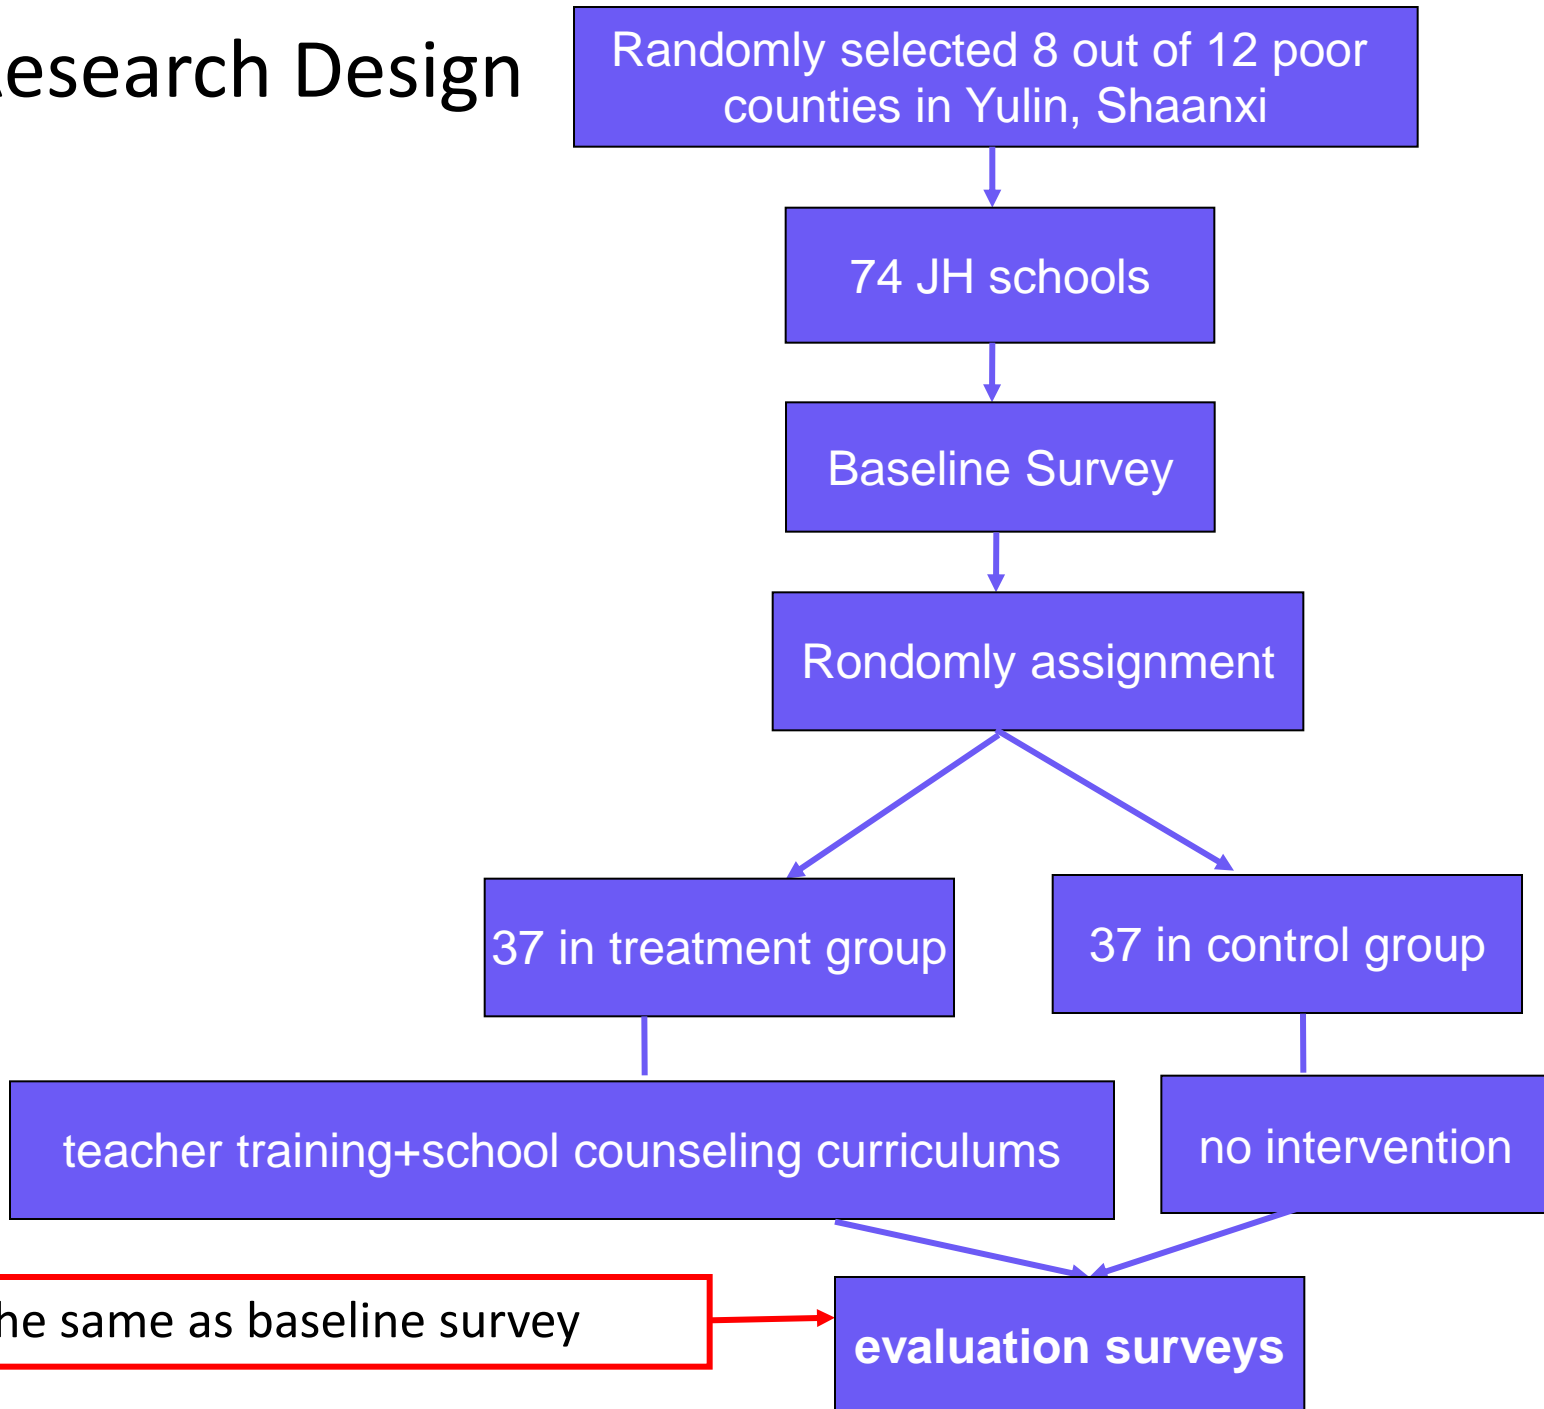 Research Design
Randomly selected 8 out of 12 poor
counties in Yulin, Shaanxi
74 JH schools
Baseline Survey
Rondomly assignment
37 in treatment group
37 in control group
teacher training+school counseling curriculums
no intervention
he same as baseline survey
evaluation surveys